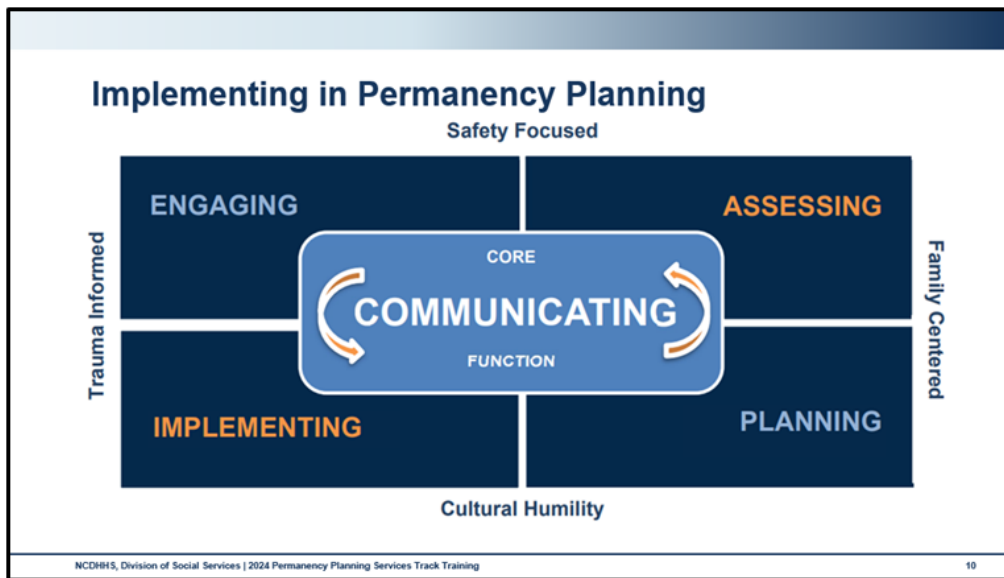 Implementing in Permanency Planning
Safety Focused
Trauma Informed
ENGAGING
ASSESSING
CORE
COMMUNICATING
FUNCTION
IMPLEMENTING
PLANNING
Family Centered
Cultural Humility
NCDHHS, Division of Social Services | 2024 Permanency Planning Services Track Training
10